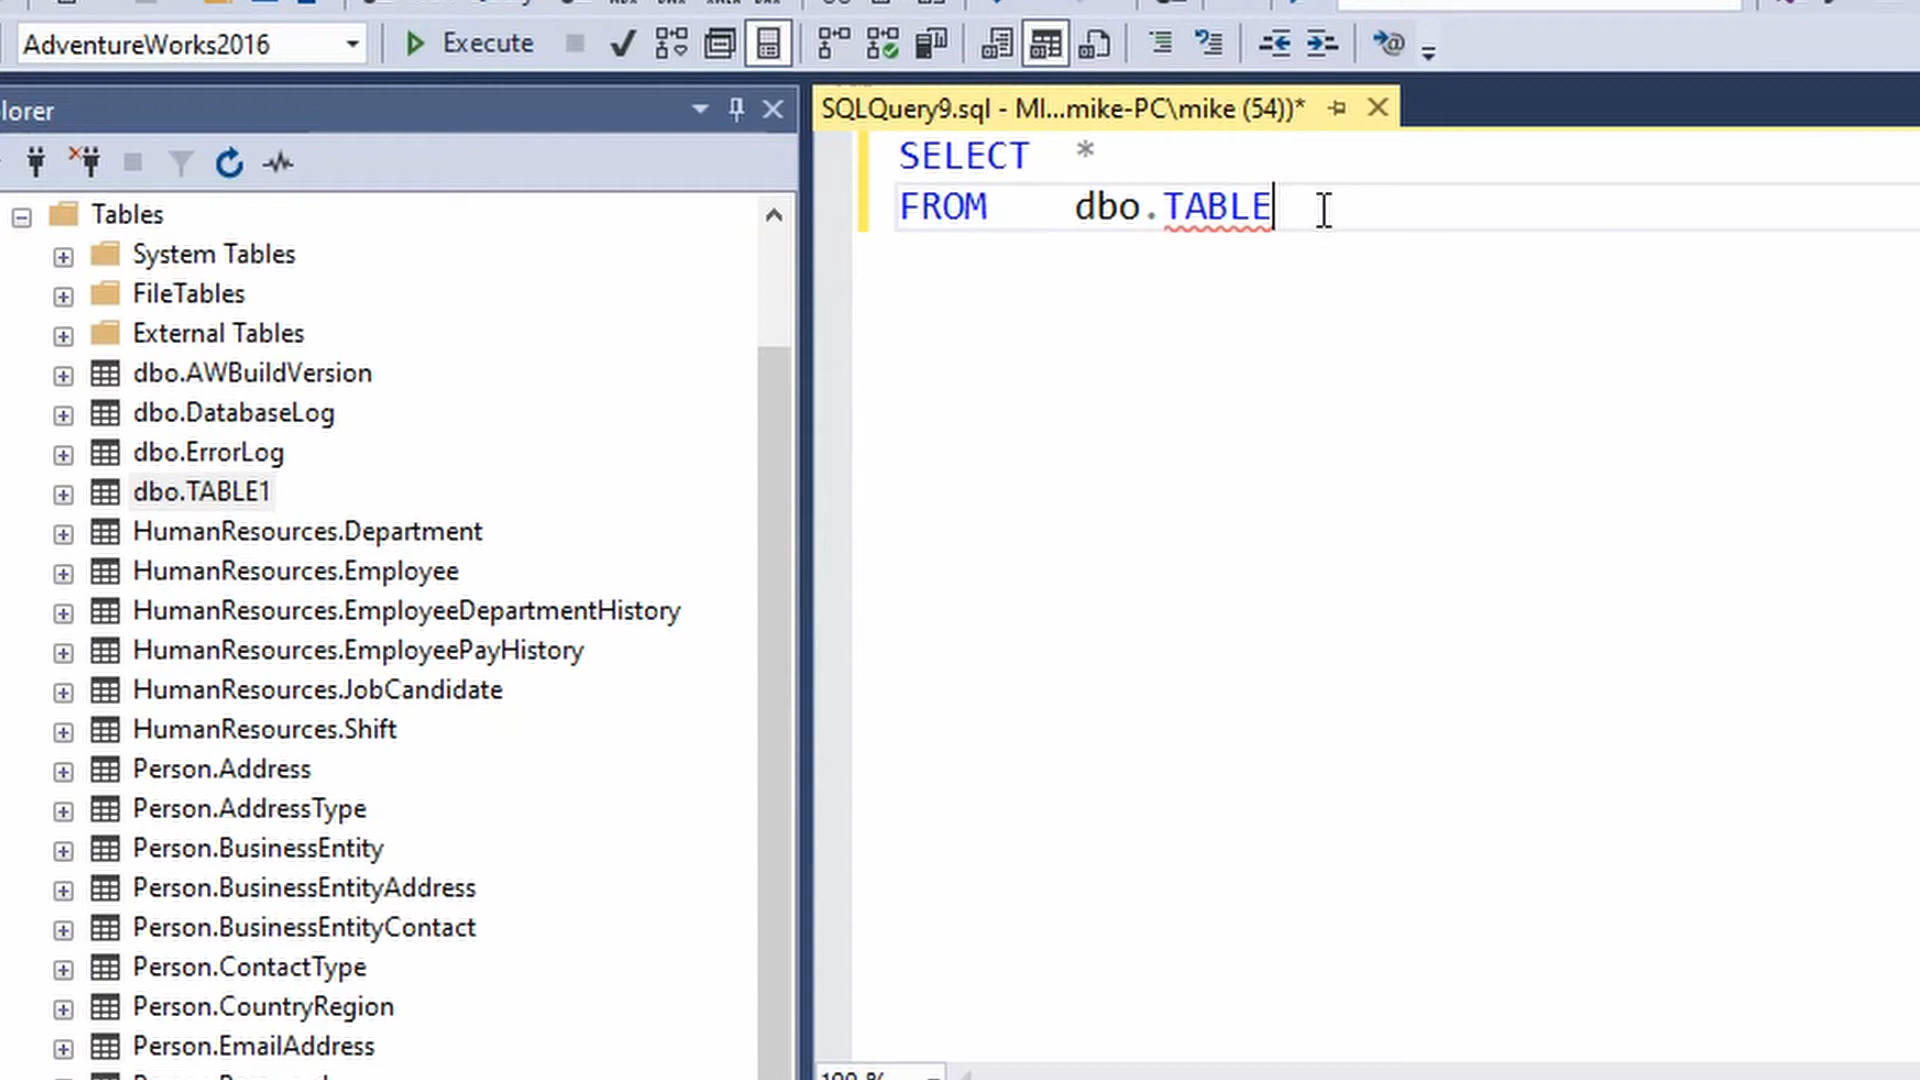 AdventureWorks2016
Execute
lorer
SQLQuery9.sql - MI...mike-PC\mike (54))*
SELECT *
FROM dbo.TABLE
Tables
System Tables
FileTables
External Tables
dbo.AWBuildVersion
dbo.DatabaseLog
dbo.ErrorLog
dbo.TABLE1
HumanResources.Department
HumanResources.Employee
HumanResources.EmployeeDepartmentHistory
HumanResources.EmployeePayHistory
HumanResources.JobCandidate
HumanResources.Shift
Person.Address
Person.AddressType
Person.BusinessEntity
Person.BusinessEntityAddress
Person.BusinessEntityContact
Person.ContactType
Person.CountryRegion
Person.EmailAddress